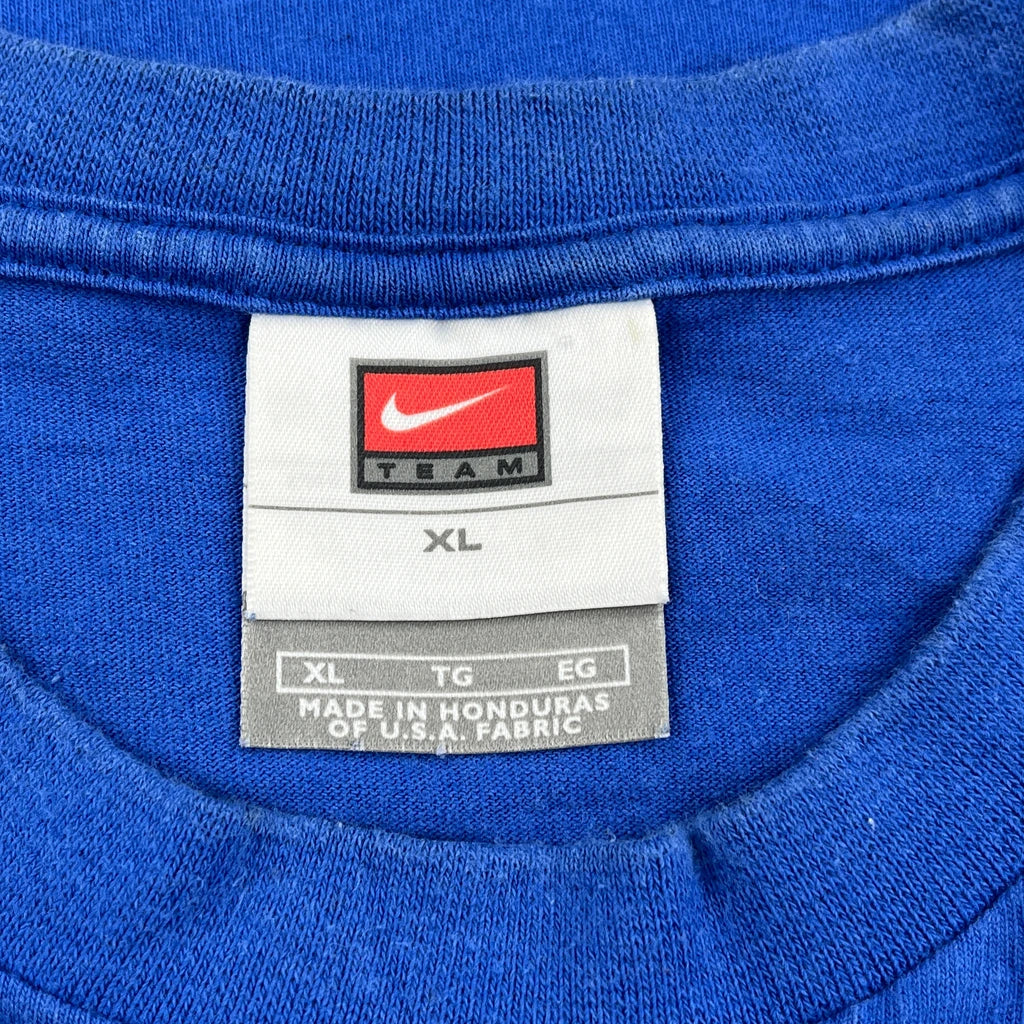 TEAM
XL
XL TG EG
MADE IN HONDURAS
OF U.S.A. FABRIC